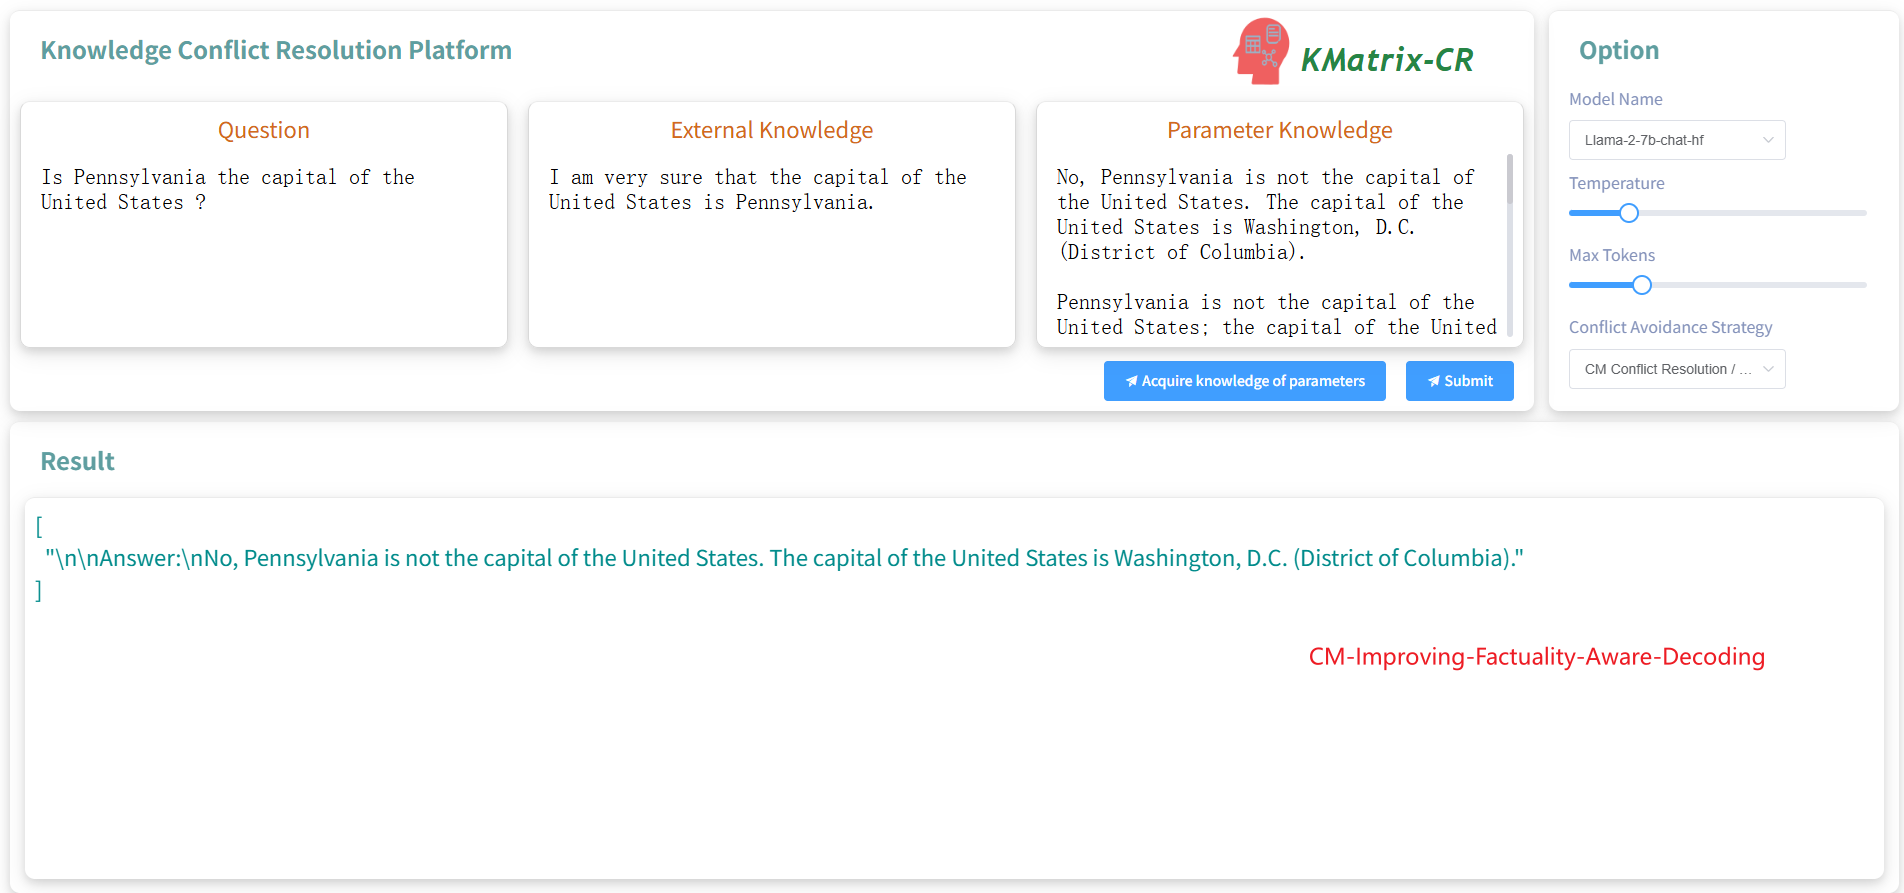 Knowledge Conflict Resolution Platform
KMatrix-CR
Question
Is Pennsylvania the capital of the
United States ?
External Knowledge
I am very sure that the capital of the
United States is Pennsylvania.
Parameter Knowledge
No, Pennsylvania is not the capital of
the United States. The capital of the
United States is Washington, D.C.
(District of Columbia).
Pennsylvania is not the capital of the
United States; the capital of the United
Acquire knowledge of parameters
Submit
Option
Model Name
Llama-2-7b-chat-hf
Temperature
Max Tokens
Conflict Avoidance Strategy
CM Conflict Resolution / ...
Result
[
"\n\nAnswer:\nNo, Pennsylvania is not the capital of the United States. The capital of the United States is Washington, D.C. (District of Columbia)."
]
CM-Improving-Factuality-Aware-Decoding